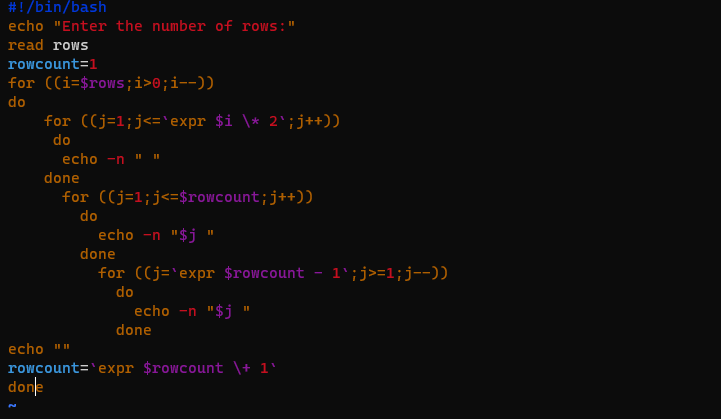 #!/bin/bash
echo "Enter the number of rows:"
read rows
rowcount=1
for ((i=$rows;i>0;i--))
do
    for ((j=1;j<=`expr $i \* 2`;j++))
     do
      echo -n " "
    done
      for ((j=1;j<=$rowcount;j++))
        do
          echo -n "$j "
        done
          for ((j=`expr $rowcount - 1`;j>=1;j--))
            do
              echo -n "$j "
            done
echo ""
rowcount=`expr $rowcount \+ 1`
done
~